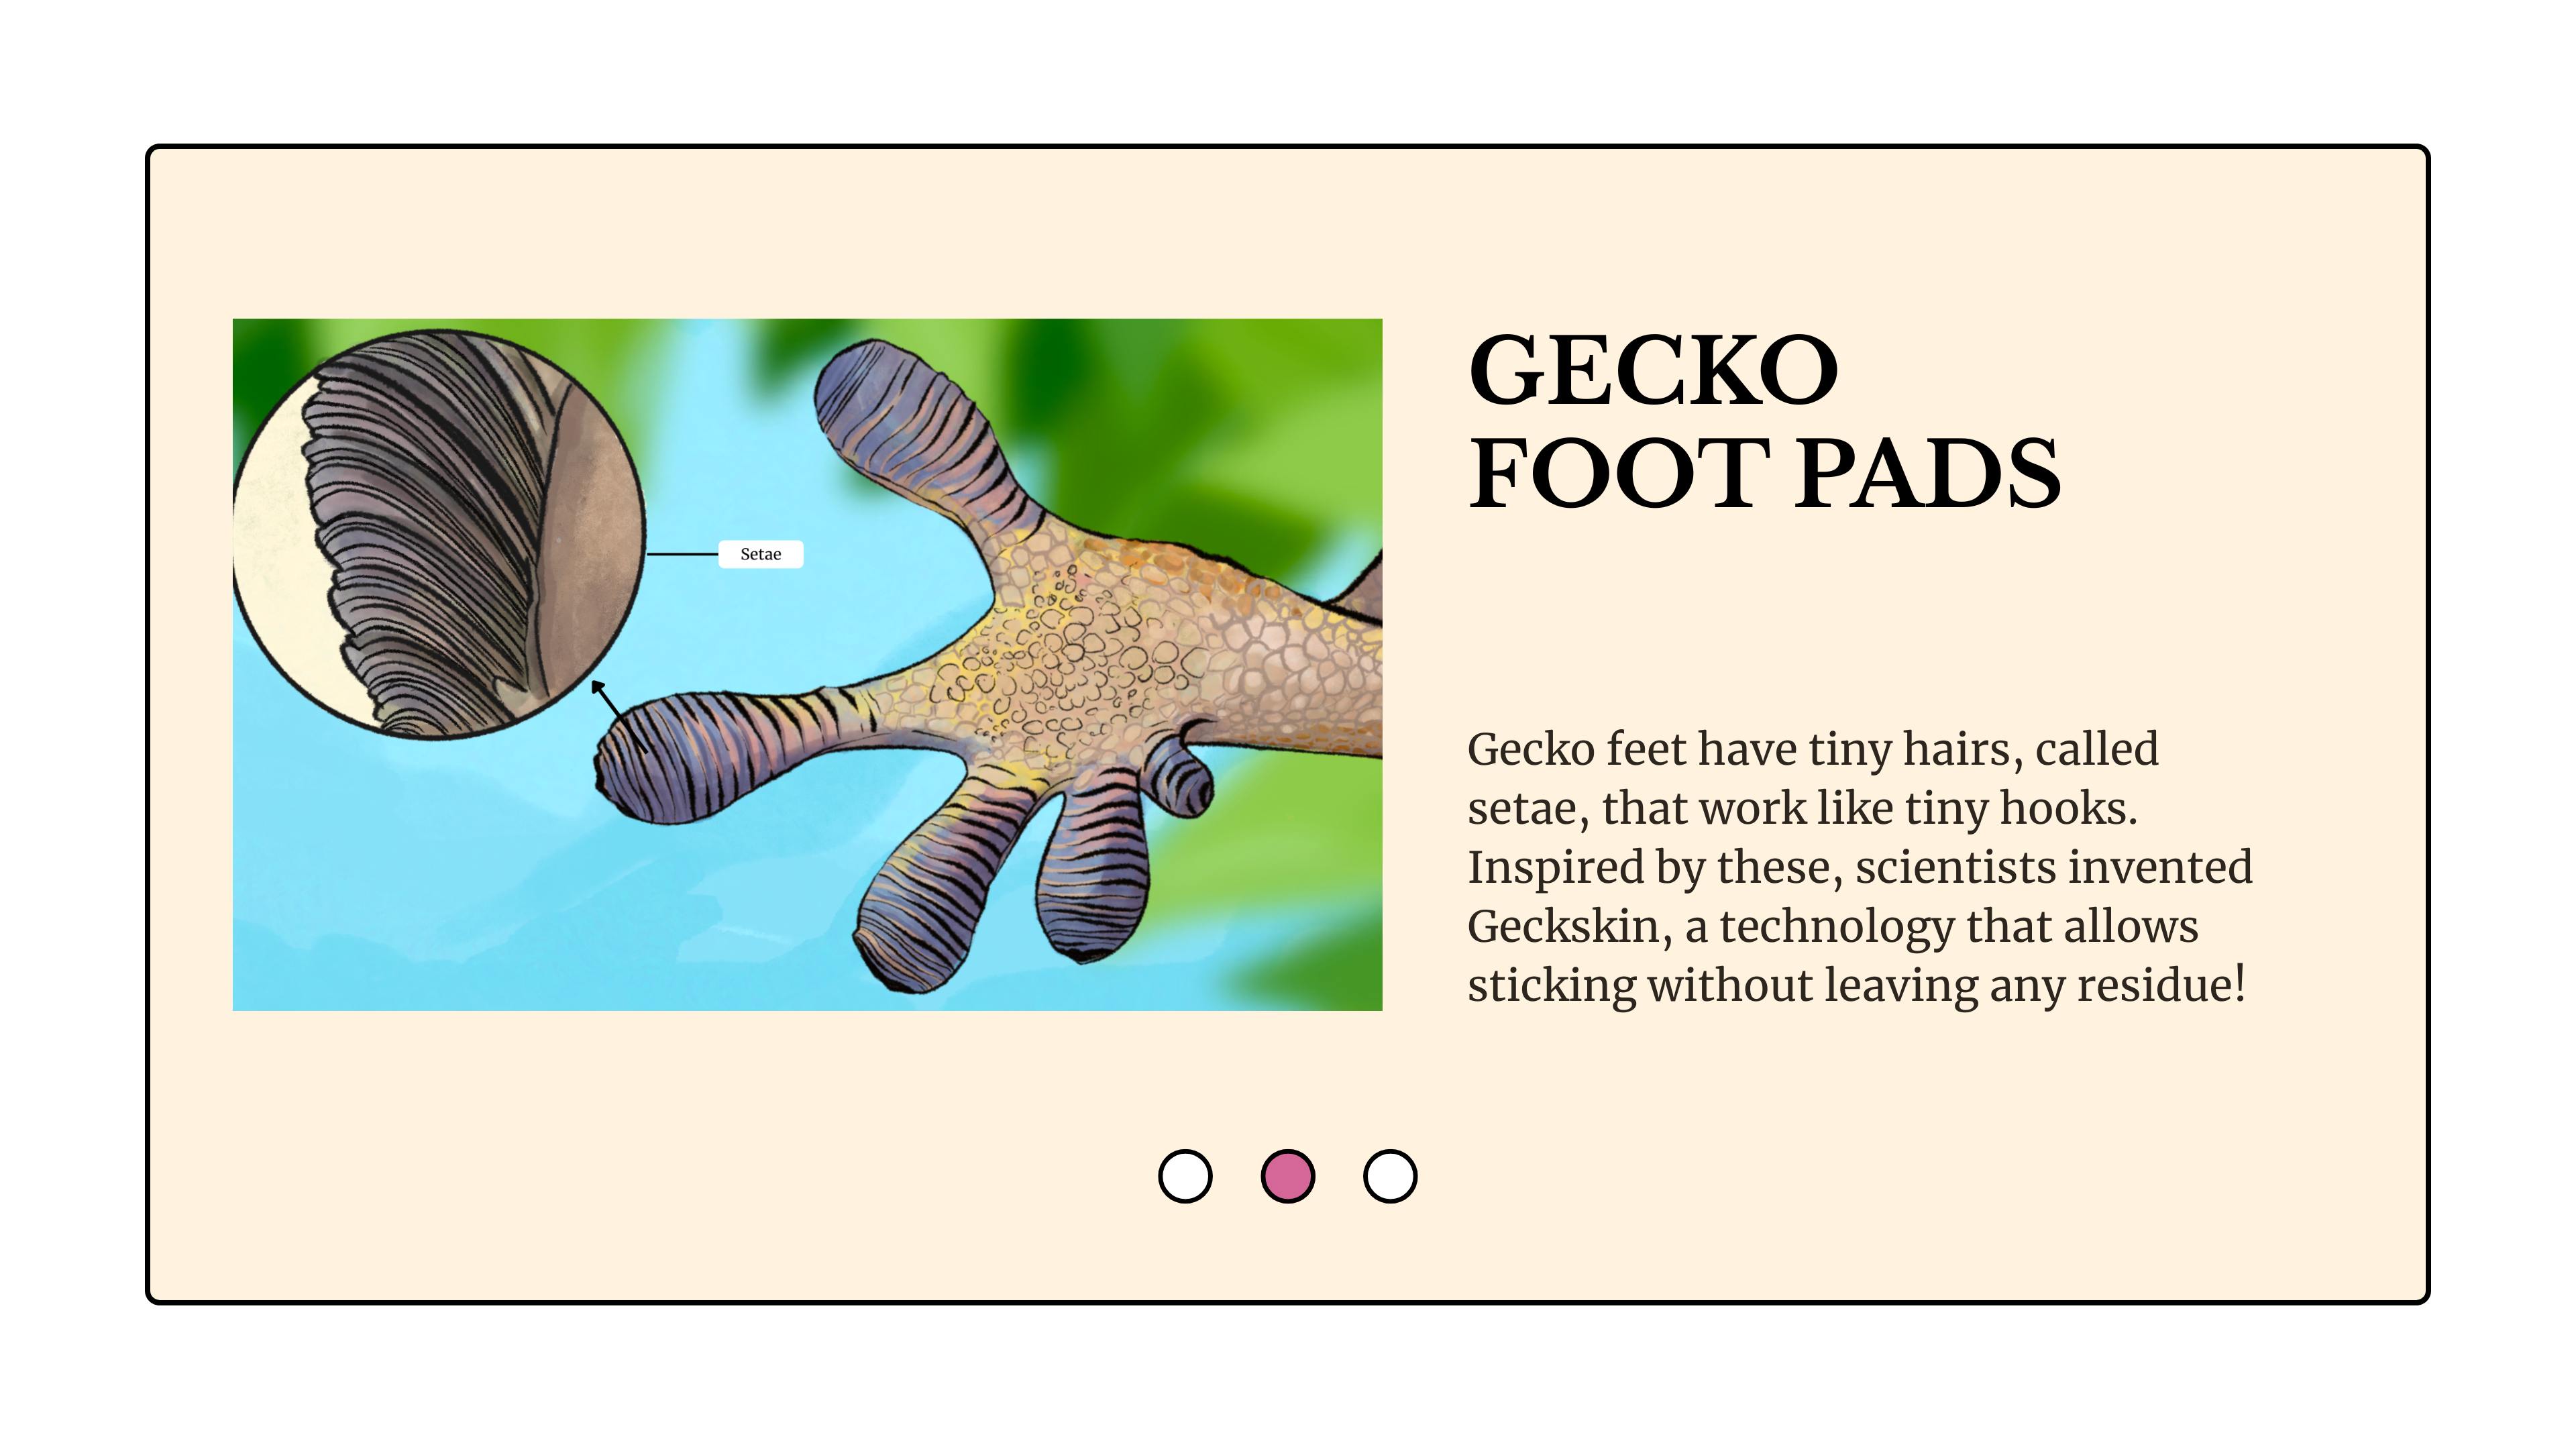 GECKO
FOOT PADS
Setae
Gecko feet have tiny hairs, called
setae, that work like tiny hooks.
Inspired by these, scientists invented
Geckskin, a technology that allows
sticking without leaving any residue!